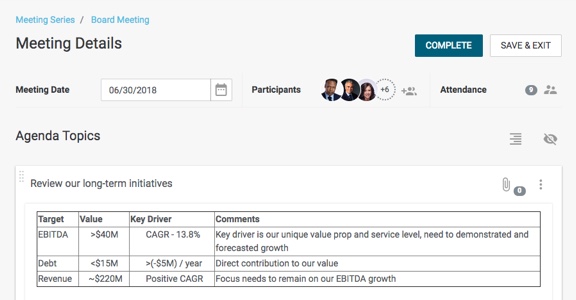 Meeting Series / Board Meeting
Meeting Details
COMPLETE
SAVE & EXIT
Meeting Date
06/30/2018
Participants
+6
Attendance
9
Agenda Topics
Review our long-term initiatives
0
Target Value Key Driver Comments
EBITDA >$40M CAGR - 13.8% Key driver is our unique value prop and service level, need to demonstrated and
forecasted growth
Debt <$15M >(-$5M) / year Direct contribution to our value
Revenue ~$220M Positive CAGR Focus needs to remain on our EBITDA growth